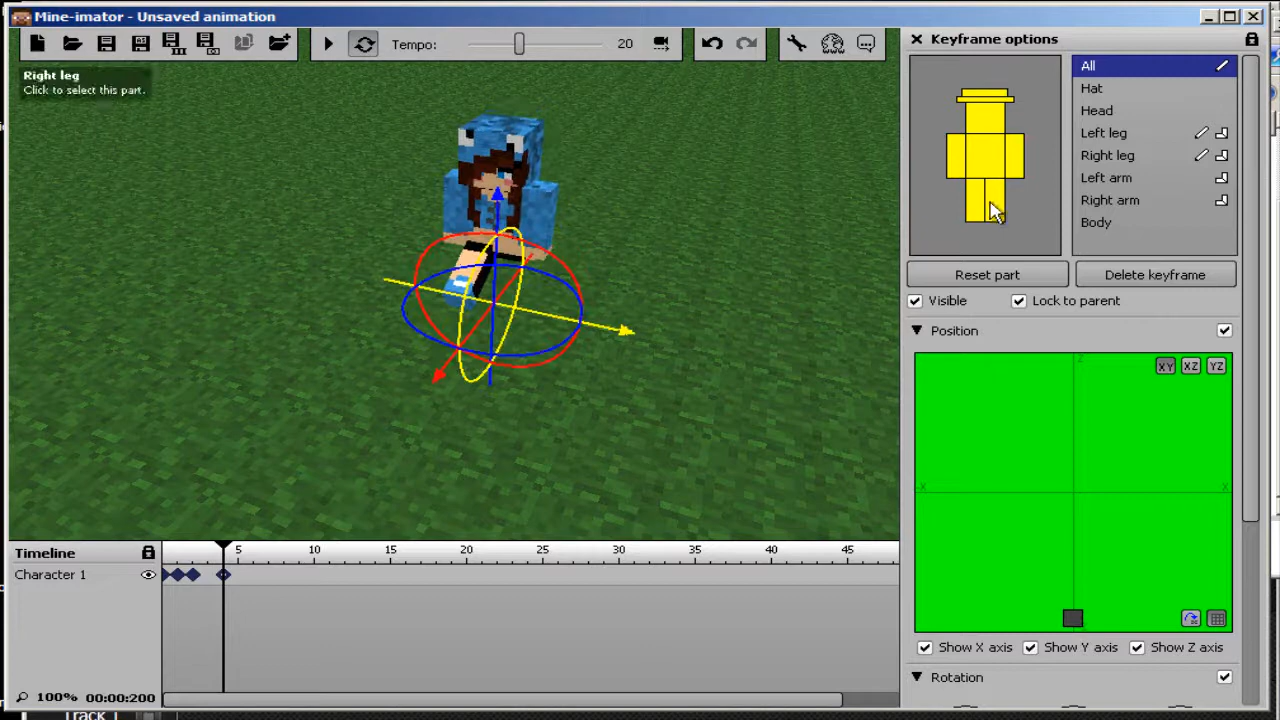 Mine-imator - Unsaved animation
Tempo: 20
Right leg
Click to select this part.
Keyframe options
All
Hat
Head
Left leg
Right leg
Left arm
Right arm
Body
Reset part
Delete keyframe
Visible
Lock to parent
Position
XY XZ YZ
Z
-X X
Show X axis
Show Y axis
Show Z axis
Rotation
Timeline
5 10 15 20 25 30 35 40 45
Character 1
100% 00:00:200
Track 1